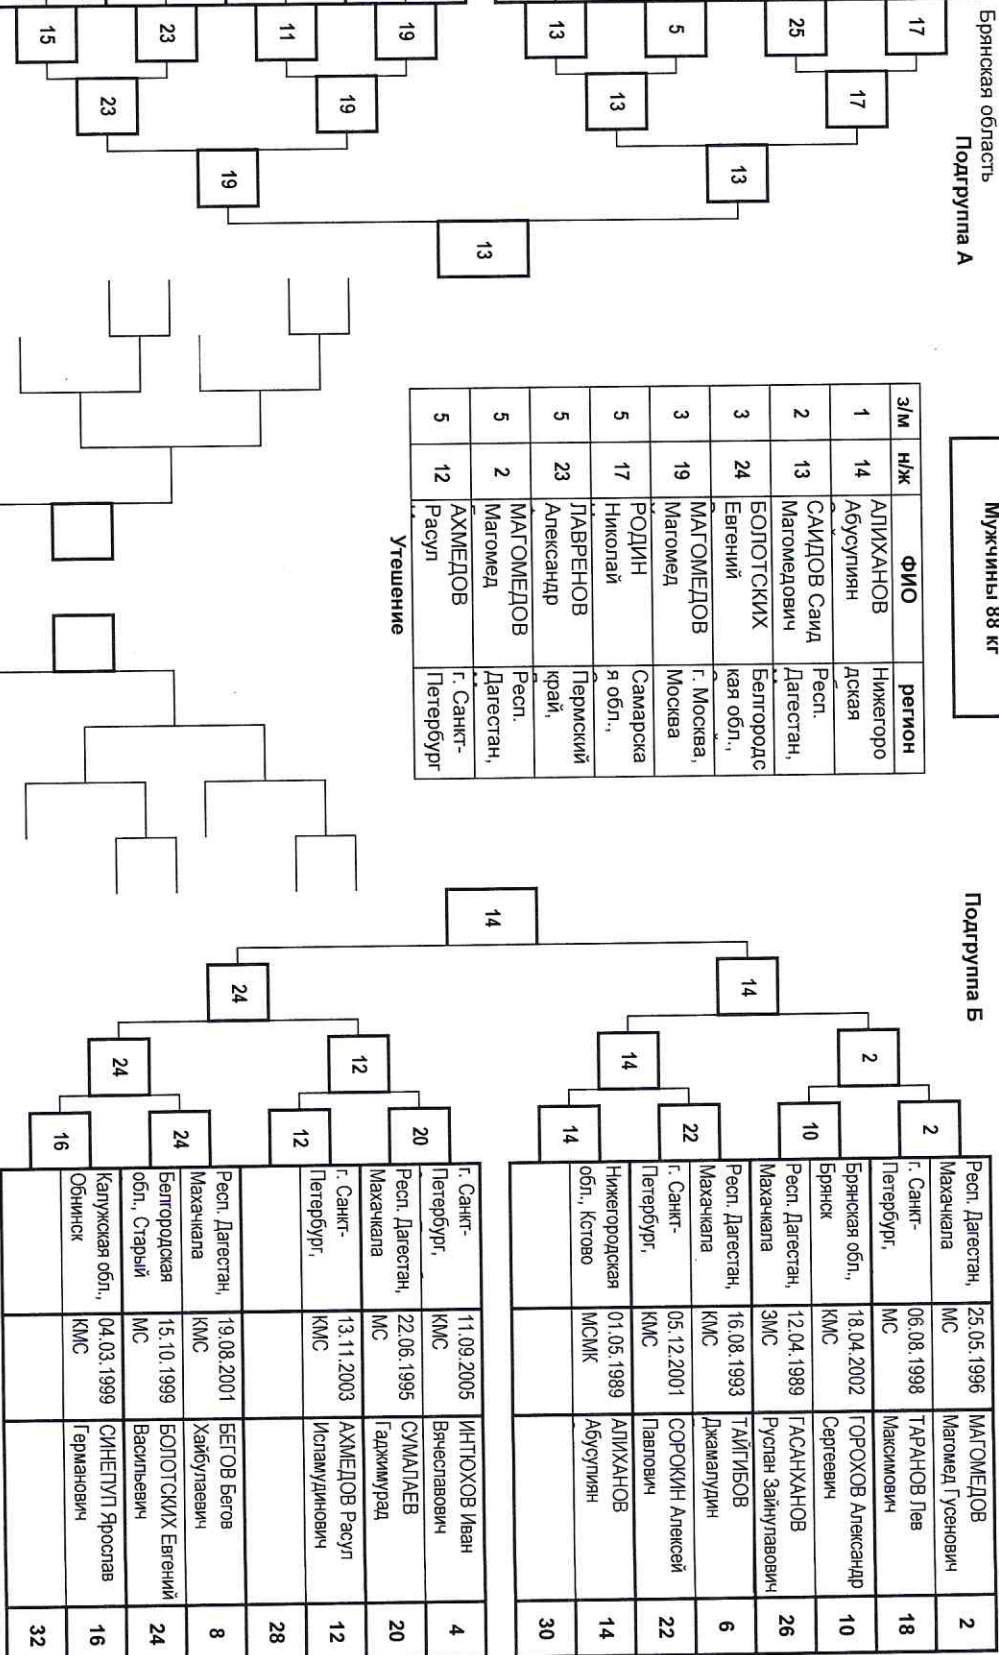 Брянская область
Подгруппа А
Мужчины 88 кг
Подгруппа Б
17
25
5
13
19
11
23
15
17
13
19
23
13
19
13
з/м н/ж ФИО регион
1 14 АЛИХАНОВ Нижегоро
Абусупиян дская
2 13 САИДОВ Саид Респ.
Магомедович Дагестан,
3 24 БОЛОТСКИХ Белгородс
Евгений кая обл.,
3 19 МАГОМЕДОВ г. Москва,
Магомед Москва
5 17 РОДИН Самарска
Николай я обл.,
5 23 ЛАВРЕНОВ Пермский
Александр край,
5 2 МАГОМЕДОВ Респ.
Магомед Дагестан,
5 12 АХМЕДОВ г. Санкт-
Расул Петербург
Утешение
14
14
24
2
14
12
24
2
10
22
14
20
12
24
16
Респ. Дагестан, 25.05.1996 МАГОМЕДОВ 2
Махачкала МС Магомед Гусенович
г. Санкт- 06.08.1998 ТАРАНОВ Лев 18
Петербург, МС Максимович
Брянская обл., 18.04.2002 ГОРОХОВ Александр 10
Брянск КМС Сергеевич
Респ. Дагестан, 12.04.1989 ГАСАНХАНОВ 26
Махачкала ЗМС Руслан Зайнулавович
Респ. Дагестан, 16.08.1993 ТАЙГИБОВ 6
Махачкала КМС Джамалудин
г. Санкт- 05.12.2001 СОРОКИН Алексей 22
Петербург, КМС Павлович
Нижегородская 01.05.1989 АЛИХАНОВ 14
обл., Кстово МСМК Абусупиян
30
г. Санкт- 11.09.2005 ИНТЮХОВ Иван 4
Петербург, КМС Вячеславович
Респ. Дагестан, 22.06.1995 СУМАЛАЕВ 20
Махачкала МС Гаджимурад
г. Санкт- 13.11.2003 АХМЕДОВ Расул 12
Петербург, КМС Исламудинович
28
Респ. Дагестан, 19.08.2001 БЕГОВ Бегов 8
Махачкала КМС Хайбулаевич
Белгородская 15.10.1999 БОЛОТСКИХ Евгений 24
обл., Старый МС Васильевич
Калужская обл., 04.03.1999 СИНЕПУП Ярослав 16
Обнинск КМС Германович
32